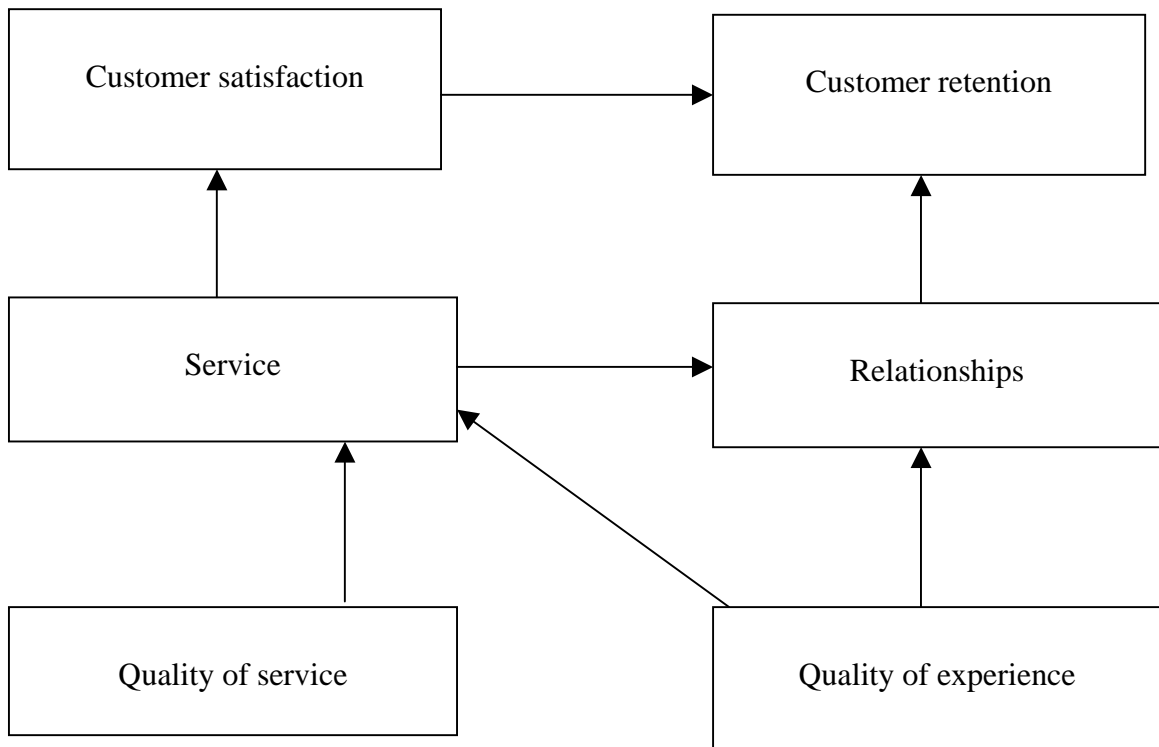 Customer satisfaction
Customer retention
Service
Relationships
Quality of service
Quality of experience